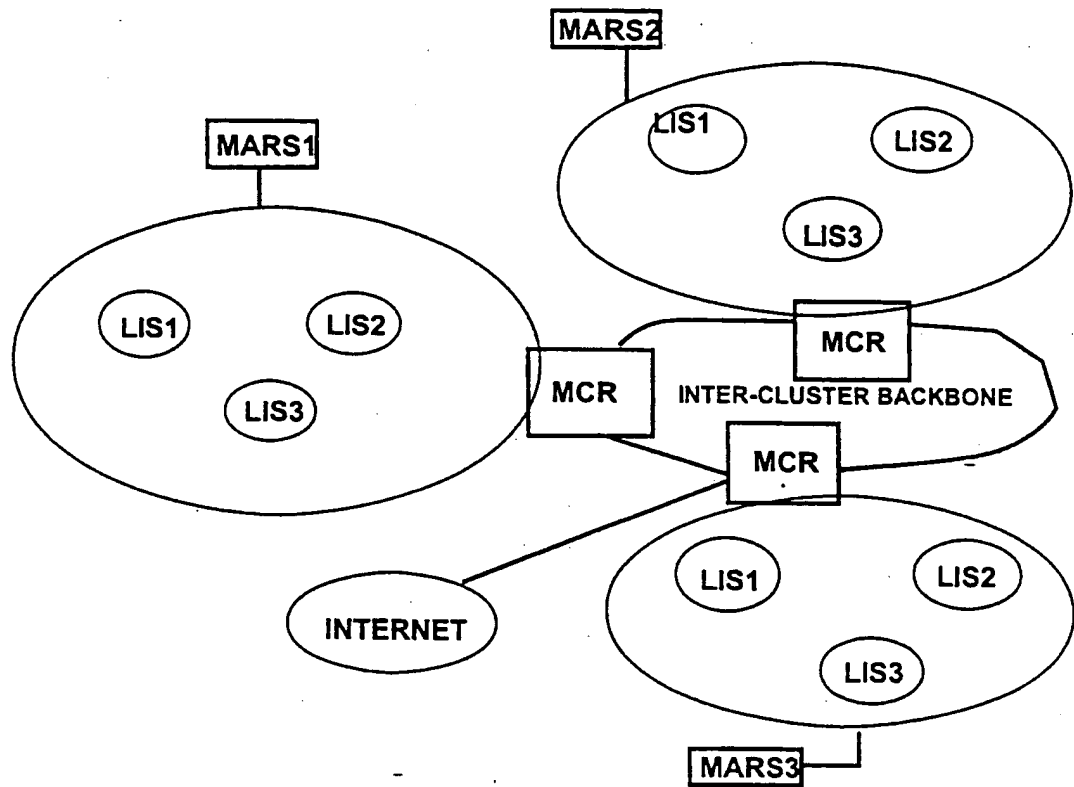 MARS2
LIS1
LIS2
LIS3
MARS1
LIS1
LIS2
LIS3
MCR
MCR
INTER-CLUSTER BACKBONE
MCR
LIS1
LIS2
LIS3
INTERNET
MARS3